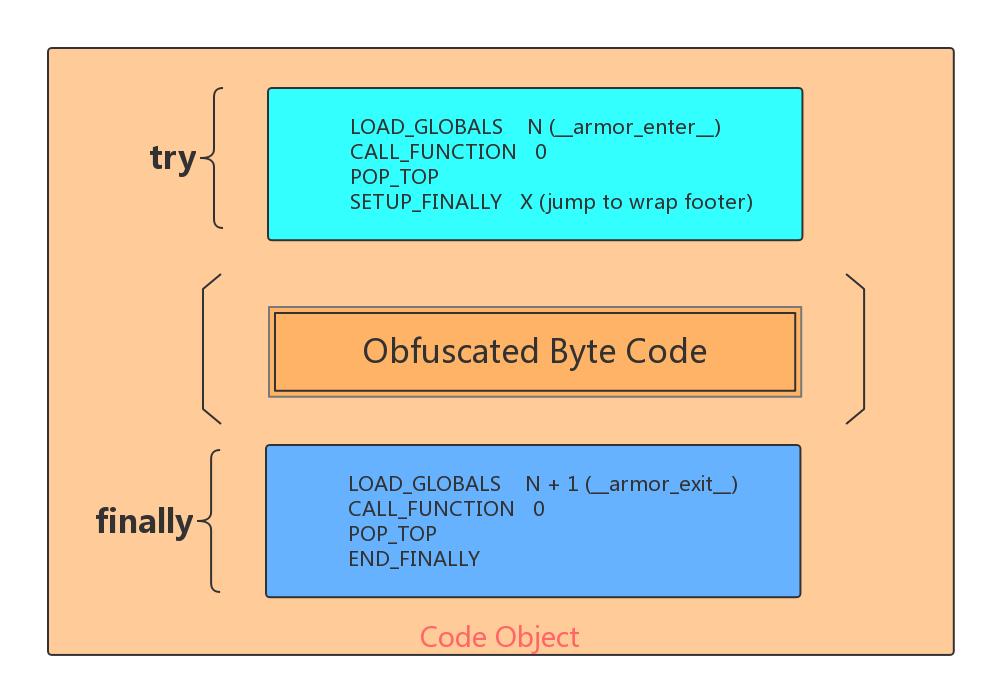 try
LOAD_GLOBALS N (__armor_enter__)
CALL_FUNCTION 0
POP_TOP
SETUP_FINALLY X (jump to wrap footer)
Obfuscated Byte Code
finally
LOAD_GLOBALS N + 1 (__armor_exit__)
CALL_FUNCTION 0
POP_TOP
END_FINALLY
Code Object